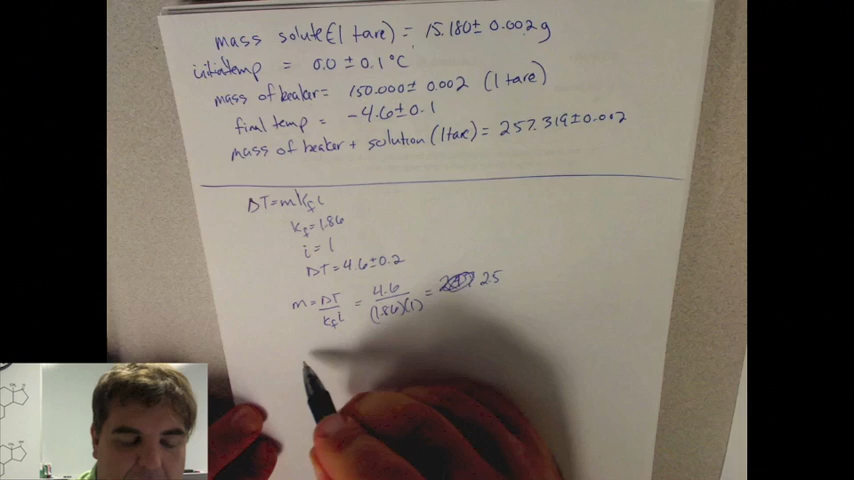 mass solute (1 tare) = 15.180 ± 0.002 g
initial temp = 0.0 ± 0.1 °C
mass of beaker = 150.000 ± 0.002 (1 tare)
final temp = -4.6 ± 0.1
mass of beaker + solution (1 tare) = 257.319 ± 0.002
ΔT = m kf i
kf = 1.86
i = 1
ΔT = 4.6 ± 0.2
m = ΔT / kf i = 4.6 / (1.86)(1) = 2.5